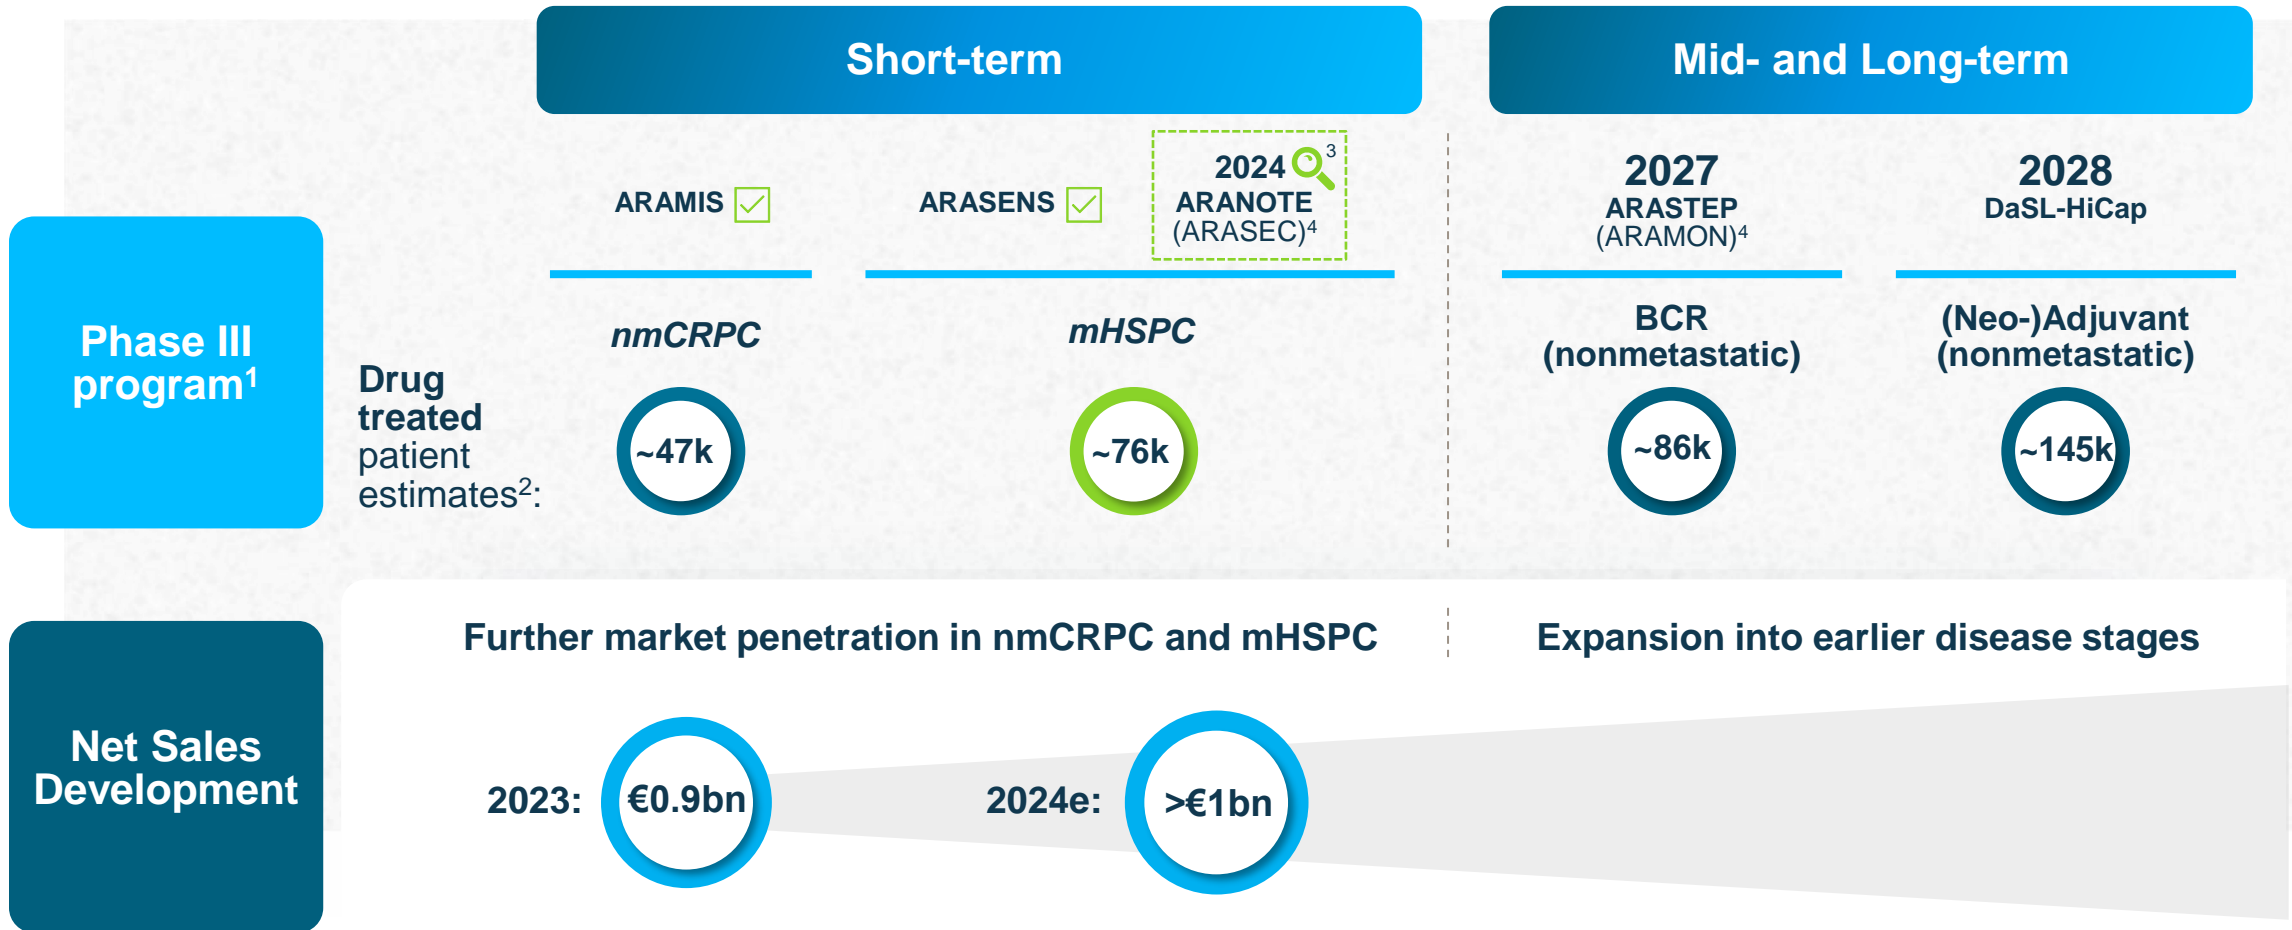 Short-term
Mid- and Long-term
Phase III
program1
ARAMIS
ARASENS
2024 3
ARANOTE
(ARASEC)4
2027
ARASTEP
(ARAMON)4
2028
DaSL-HiCap
nmCRPC
mHSPC
BCR
(nonmetastatic)
(Neo-)Adjuvant
(nonmetastatic)
Drug
treated
patient
estimates2:
~47k
~76k
~86k
~145k
Net Sales
Development
Further market penetration in nmCRPC and mHSPC
Expansion into earlier disease stages
2023:
€0.9bn
2024e:
>€1bn